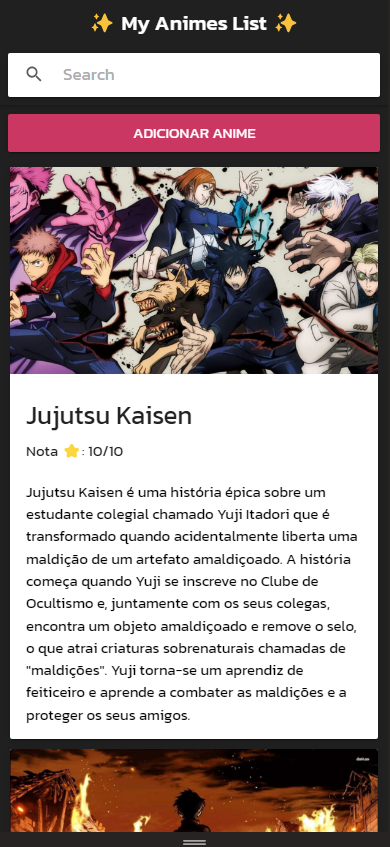 ✨ My Animes List ✨
Search
ADICIONAR ANIME
Jujutsu Kaisen
Nota ⭐: 10/10
Jujutsu Kaisen é uma história épica sobre um
estudante colegial chamado Yuji Itadori que é
transformado quando acidentalmente liberta uma
maldição de um artefato amaldiçoado. A história
começa quando Yuji se inscreve no Clube de
Ocultismo e, juntamente com os seus colegas,
encontra um objeto amaldiçoado e remove o selo,
o que atrai criaturas sobrenaturais chamadas de
"maldições". Yuji torna-se um aprendiz de
feiticeiro e aprende a combater as maldições e a
proteger os seus amigos.